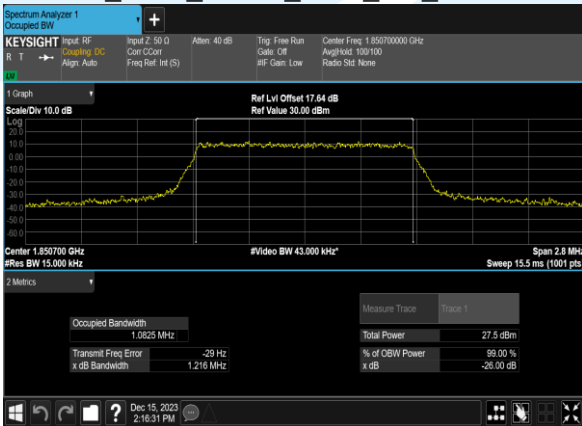 Spectrum Analyzer 1
Occupied BW
KEYSIGHT Input: RF Input Z: 50 Ω Atten: 40 dB Trig: Free Run Center Freq: 1.850700000 GHz
R T Coupling: DC Corr CCorr Gate: Off Avg|Hold: 100/100
Align: Auto Freq Ref: Int (S) #IF Gain: Low Radio Std: None
LXI
1 Graph
Ref Lvl Offset 17.64 dB
Scale/Div 10.0 dB Ref Value 30.00 dBm
Log
20.0
10.0
0.00
-10.0
-20.0
-30.0
-40.0
-50.0
-60.0
Center 1.850700 GHz #Video BW 43.000 kHz* Span 2.8 MHz
#Res BW 15.000 kHz Sweep 15.5 ms (1001 pts)
2 Metrics
Measure Trace Trace 1
Occupied Bandwidth
1.0825 MHz Total Power 27.5 dBm
Transmit Freq Error -29 Hz % of OBW Power 99.00 %
x dB Bandwidth 1.216 MHz x dB -26.00 dB
? Dec 15, 2023
2:16:31 PM